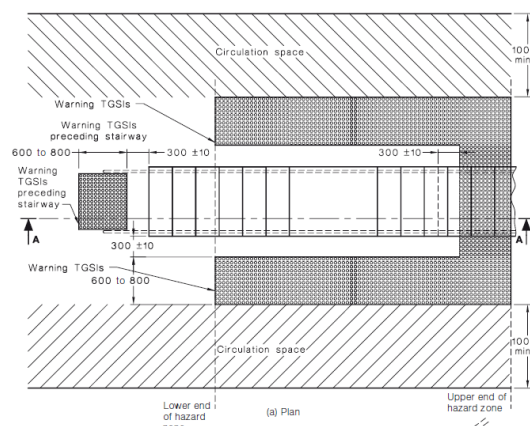 Circulation space
100
min
Warning TGSIs
Warning TGSIs
preceding stairway
600 to 800
300 ±10
300 ±10
Warning
TGSIs
preceding
stairway
A
A
300 ±10
Warning TGSIs
600 to 800
Circulation space
100
min
Lower end
of hazard
(a) Plan
Upper end of
hazard zone